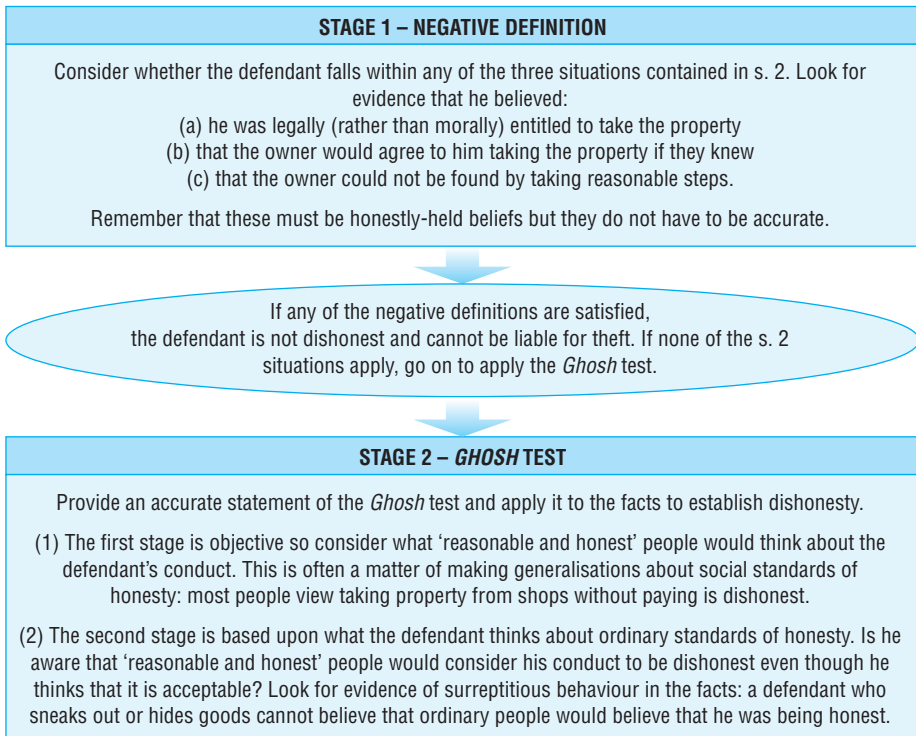 STAGE 1 – NEGATIVE DEFINITION
Consider whether the defendant falls within any of the three situations contained in s. 2. Look for
evidence that he believed:
(a) he was legally (rather than morally) entitled to take the property
(b) that the owner would agree to him taking the property if they knew
(c) that the owner could not be found by taking reasonable steps.
Remember that these must be honestly-held beliefs but they do not have to be accurate.
If any of the negative definitions are satisfied,
the defendant is not dishonest and cannot be liable for theft. If none of the s. 2
situations apply, go on to apply the Ghosh test.
STAGE 2 – GHOSH TEST
Provide an accurate statement of the Ghosh test and apply it to the facts to establish dishonesty.
(1) The first stage is objective so consider what ‘reasonable and honest’ people would think about the
defendant’s conduct. This is often a matter of making generalisations about social standards of
honesty: most people view taking property from shops without paying is dishonest.
(2) The second stage is based upon what the defendant thinks about ordinary standards of honesty. Is he
aware that ‘reasonable and honest’ people would consider his conduct to be dishonest even though he
thinks that it is acceptable? Look for evidence of surreptitious behaviour in the facts: a defendant who
sneaks out or hides goods cannot believe that ordinary people would believe that he was being honest.